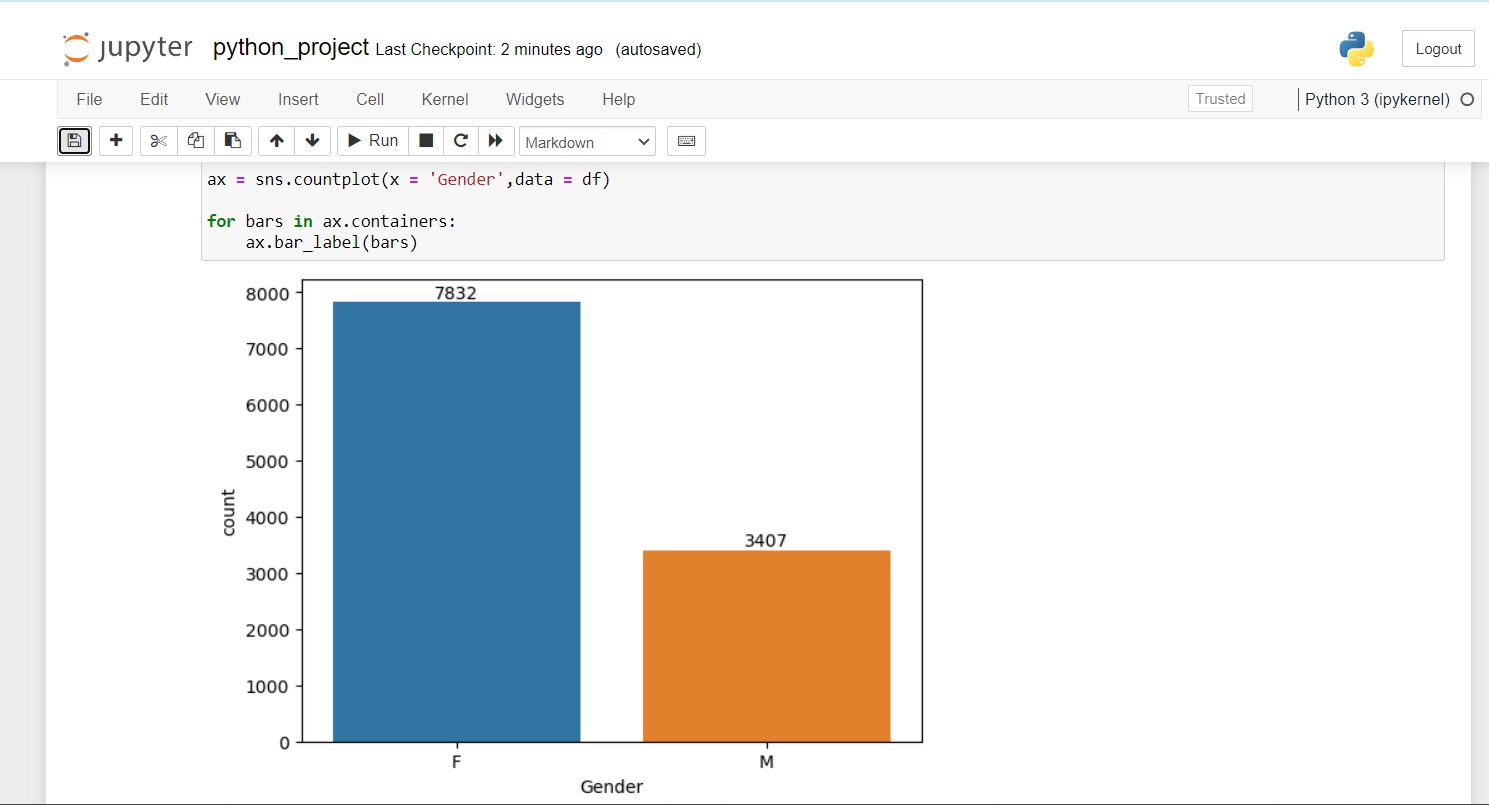 jupyter python_project Last Checkpoint: 2 minutes ago (autosaved) Logout
File Edit View Insert Cell Kernel Widgets Help Trusted Python 3 (ipykernel)
Run Markdown
ax = sns.countplot(x = 'Gender',data = df)
for bars in ax.containers:
    ax.bar_label(bars)
8000 7832
7000
6000
5000
count
4000
3407
3000
2000
1000
0
F M
Gender